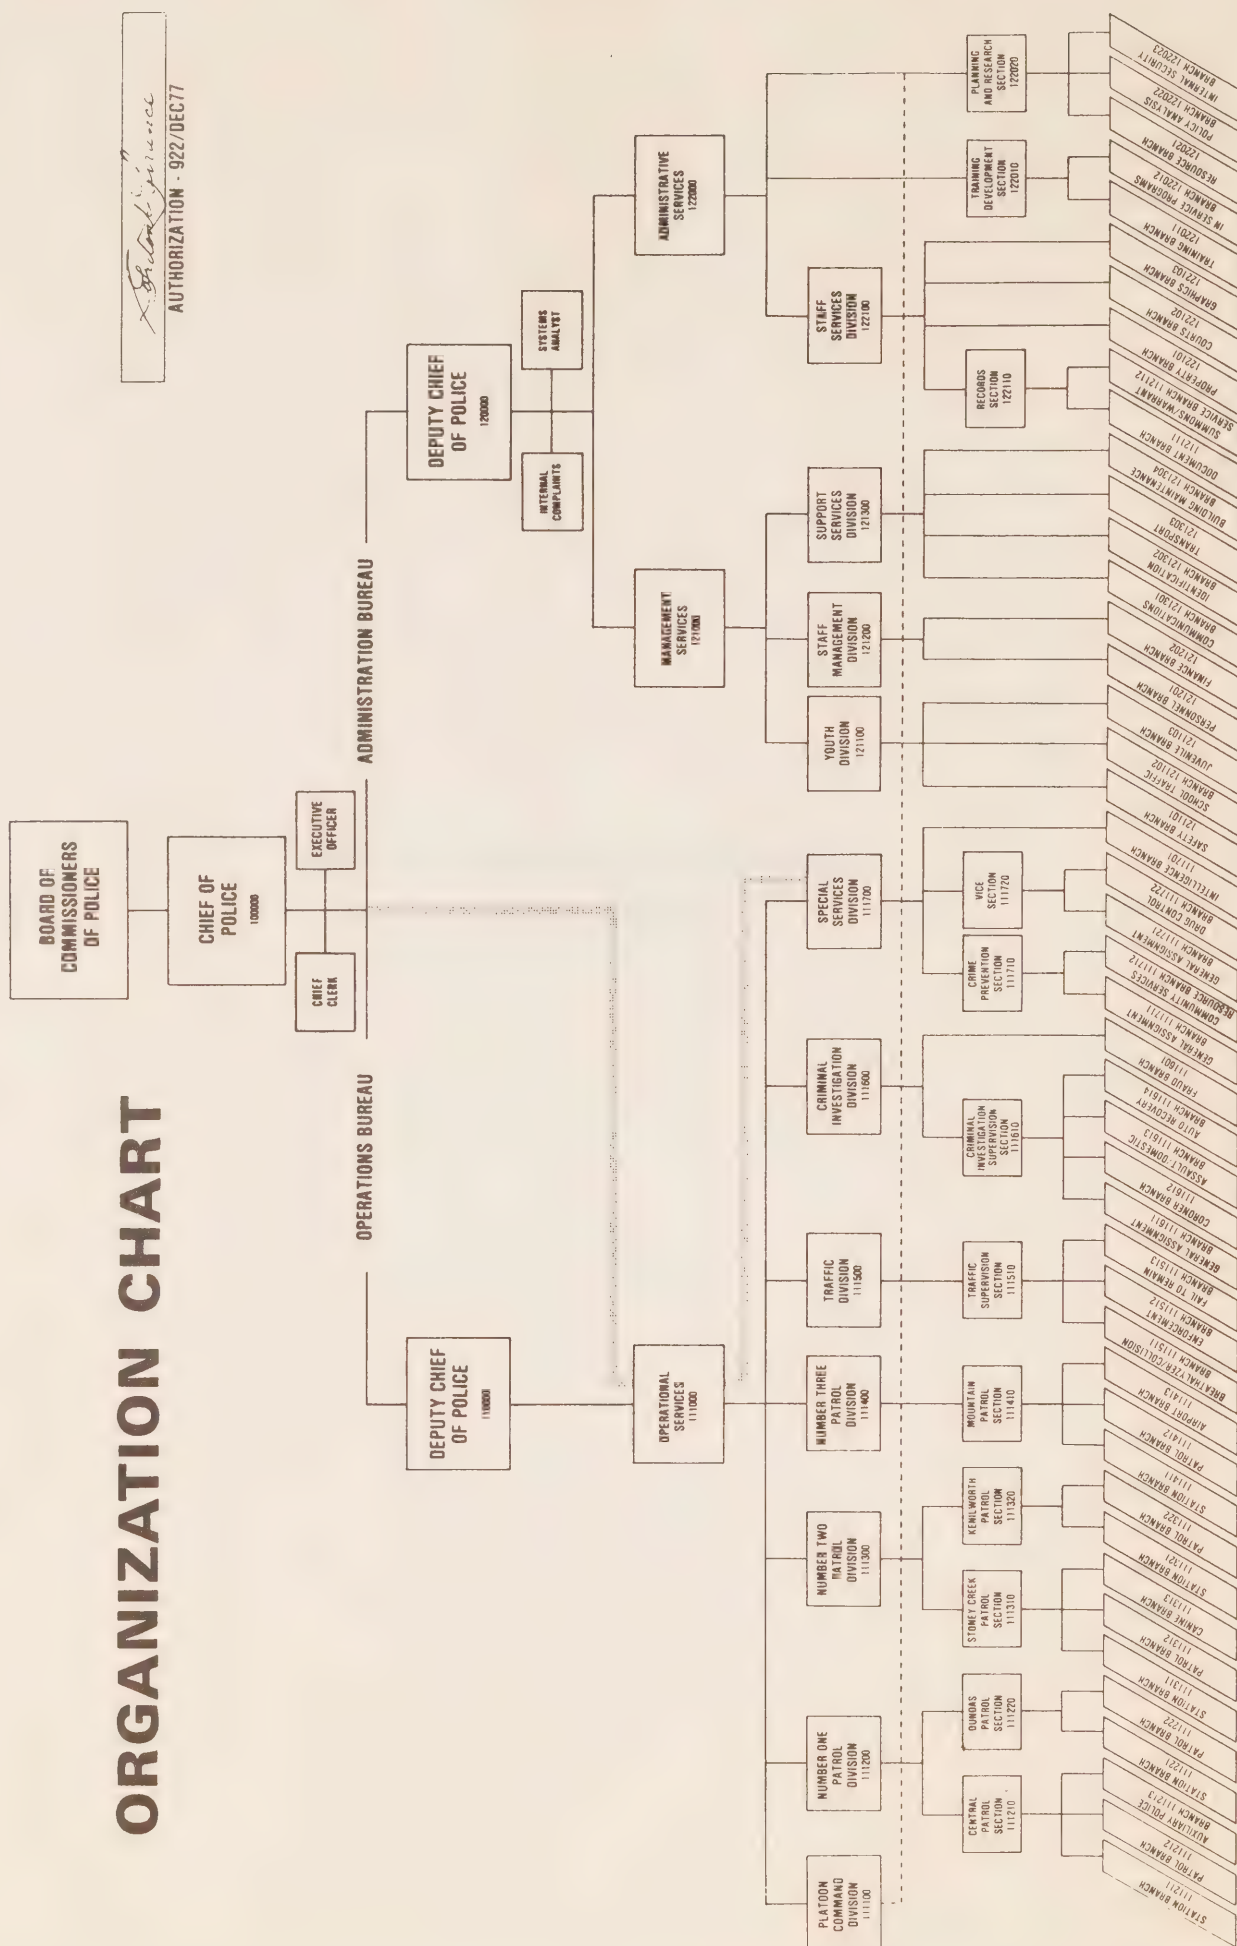 ORGANIZATION CHART
AUTHORIZATION - 922/DEC77
BOARD OF
COMMISSIONERS
OF POLICE
CHIEF OF
POLICE
100000
CHIEF
CLERK
EXECUTIVE
OFFICER
OPERATIONS BUREAU
ADMINISTRATION BUREAU
DEPUTY CHIEF
OF POLICE
110000
DEPUTY CHIEF
OF POLICE
120000
INTERNAL
COMPLAINTS
SYSTEMS
ANALYST
OPERATIONAL
SERVICES
111000
MANAGEMENT
SERVICES
121000
ADMINISTRATIVE
SERVICES
122000
PLATOON
COMMAND
DIVISION
111100
NUMBER ONE
PATROL
DIVISION
111200
NUMBER TWO
PATROL
DIVISION
111300
NUMBER THREE
PATROL
DIVISION
111400
TRAFFIC
DIVISION
111500
CRIMINAL
INVESTIGATION
DIVISION
111600
SPECIAL
SERVICES
DIVISION
111700
YOUTH
DIVISION
121100
STAFF
MANAGEMENT
DIVISION
121200
SUPPORT
SERVICES
DIVISION
121300
STAFF
SERVICES
DIVISION
122100
CENTRAL
PATROL
SECTION
111210
DUNDAS
PATROL
SECTION
111220
STONEY CREEK
PATROL
SECTION
111310
KENILWORTH
PATROL
SECTION
111320
MOUNTAIN
PATROL
SECTION
111410
TRAFFIC
SUPERVISION
SECTION
111510
CRIMINAL
INVESTIGATION
SUPERVISION
SECTION
111610
CRIME
PREVENTION
SECTION
111710
VICE
SECTION
111720
RECORDS
SECTION
122110
TRAINING
DEVELOPMENT
SECTION
122010
PLANNING
AND RESEARCH
SECTION
122020
STATION BRANCH
111211
PATROL BRANCH
111212
AUXILIARY POLICE
BRANCH 111213
STATION BRANCH
111221
PATROL BRANCH
111222
STATION BRANCH
111311
PATROL BRANCH
111312
CANINE BRANCH
111313
STATION BRANCH
111321
PATROL BRANCH
111322
STATION BRANCH
111411
PATROL BRANCH
111412
AIRPORT BRANCH
111413
BREATHALYZER/COLLISION
BRANCH 111511
ENFORCEMENT
BRANCH 111512
FAIL TO REMAIN
BRANCH 111513
GENERAL ASSIGNMENT
BRANCH 111611
CORONER BRANCH
111612
ASSAULT-DOMESTIC
BRANCH 111613
AUTO RECOVERY
BRANCH 111614
FRAUD BRANCH
111601
GENERAL ASSIGNMENT
BRANCH 111711
COMMUNITY SERVICES
RESOURCE BRANCH 111712
GENERAL ASSIGNMENT
BRANCH 111721
DRUG CONTROL
BRANCH 111722
INTELLIGENCE BRANCH
111701
SAFETY BRANCH
121101
SCHOOL TRAFFIC
BRANCH 121102
JUVENILE BRANCH
121103
PERSONNEL BRANCH
121201
FINANCE BRANCH
121202
COMMUNICATIONS
BRANCH 121301
IDENTIFICATION
BRANCH 121302
TRANSPORT
121303
BUILDING MAINTENANCE
BRANCH 121304
DOCUMENT BRANCH
112111
SUMMONS/WARRANT
SERVICE BRANCH 112112
PROPERTY BRANCH
122101
COURTS BRANCH
122102
GRAPHICS BRANCH
122103
TRAINING BRANCH
122011
IN SERVICE PROGRAMS
BRANCH 122012
RESOURCE BRANCH
122021
POLICY ANALYSIS
BRANCH 122022
INTERNAL SECURITY
BRANCH 122023